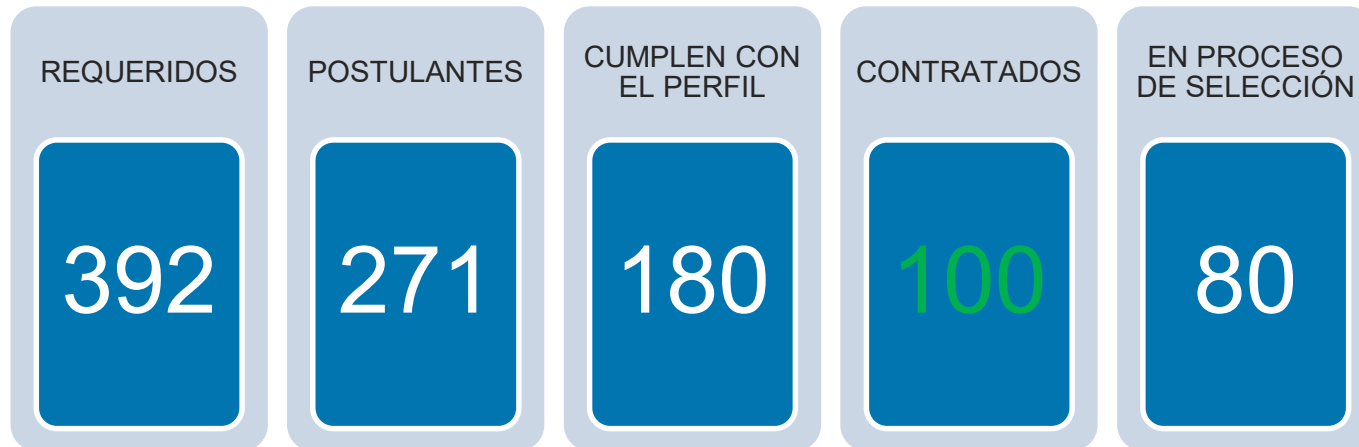 REQUERIDOS
392
POSTULANTES
271
CUMPLEN CON
EL PERFIL
180
CONTRATADOS
100
EN PROCESO
DE SELECCIÓN
80